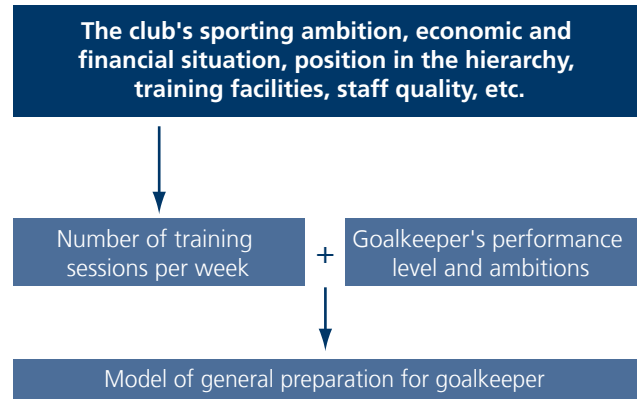 The club's sporting ambition, economic and
financial situation, position in the hierarchy,
training facilities, staff quality, etc.
Number of training
sessions per week
+
Goalkeeper's performance
level and ambitions
Model of general preparation for goalkeeper